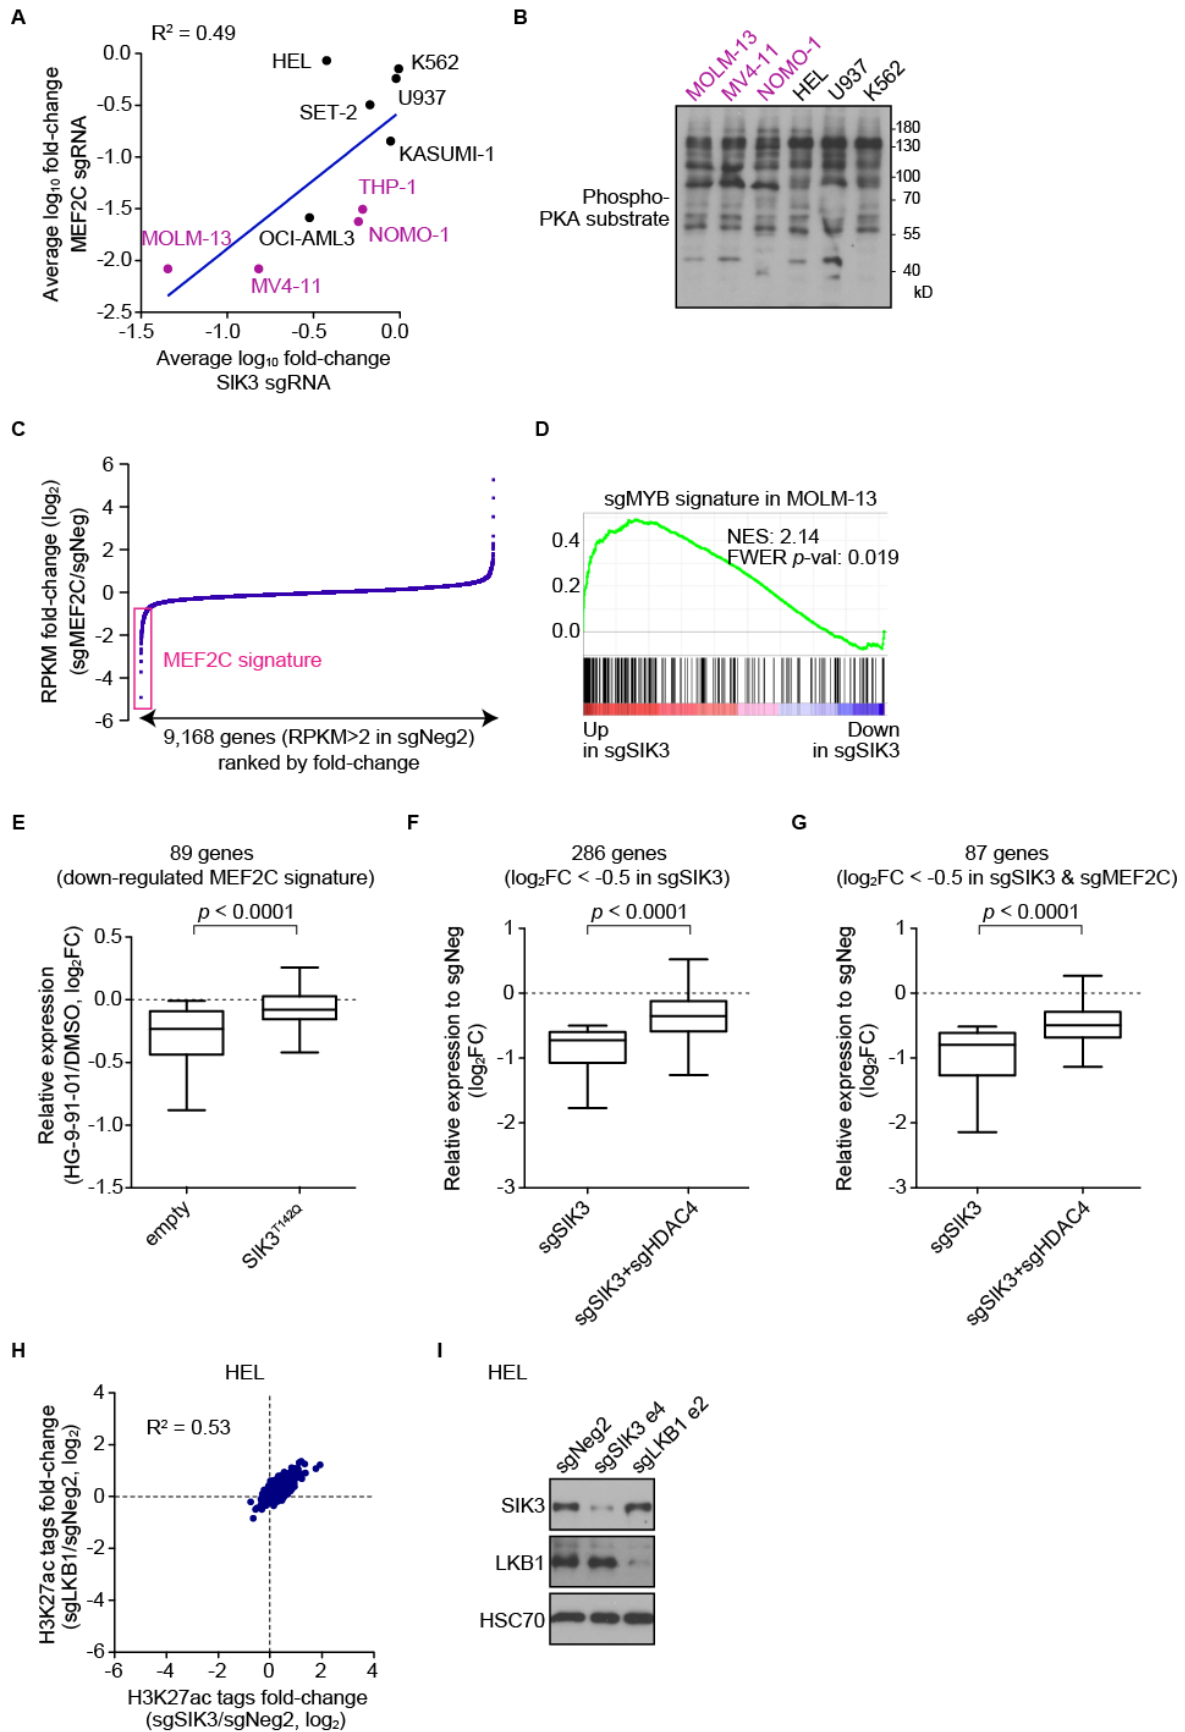 A
R² = 0.49
Average log₁₀ fold-change
MEF2C sgRNA
0.0
-0.5
-1.0
-1.5
-2.0
-2.5
HEL
K562
U937
SET-2
KASUMI-1
THP-1
NOMO-1
OCI-AML3
MOLM-13
MV4-11
-1.5
-1.0
-0.5
0.0
Average log₁₀ fold-change
SIK3 sgRNA
B
MOLM-13
MV4-11
NOMO-1
HEL
U937
K562
Phospho-
PKA substrate
180
130
100
70
55
40
kD
C
RPKM fold-change (log₂)
(sgMEF2C/sgNeg)
6
4
2
0
-2
-4
-6
MEF2C signature
9,168 genes (RPKM>2 in sgNeg2)
ranked by fold-change
D
sgMYB signature in MOLM-13
0.4
0.2
0.0
NES: 2.14
FWER p-val: 0.019
Up
in sgSIK3
Down
in sgSIK3
E
89 genes
(down-regulated MEF2C signature)
p < 0.0001
Relative expression
(HG-9-91-01/DMSO, log₂FC)
0.5
0.0
-0.5
-1.0
-1.5
empty
SIK3ᵀ¹⁴²Q
F
286 genes
(log₂FC < -0.5 in sgSIK3)
p < 0.0001
Relative expression to sgNeg
(log₂FC)
1
0
-1
-2
-3
sgSIK3
sgSIK3+sgHDAC4
G
87 genes
(log₂FC < -0.5 in sgSIK3 & sgMEF2C)
p < 0.0001
Relative expression to sgNeg
(log₂FC)
1
0
-1
-2
-3
sgSIK3
sgSIK3+sgHDAC4
H
HEL
R² = 0.53
H3K27ac tags fold-change
(sgLKB1/sgNeg2, log₂)
4
2
0
-2
-4
-6
-6
-4
-2
0
2
4
H3K27ac tags fold-change
(sgSIK3/sgNeg2, log₂)
I
HEL
sgNeg2
sgSIK3 e4
sgLKB1 e2
SIK3
LKB1
HSC70